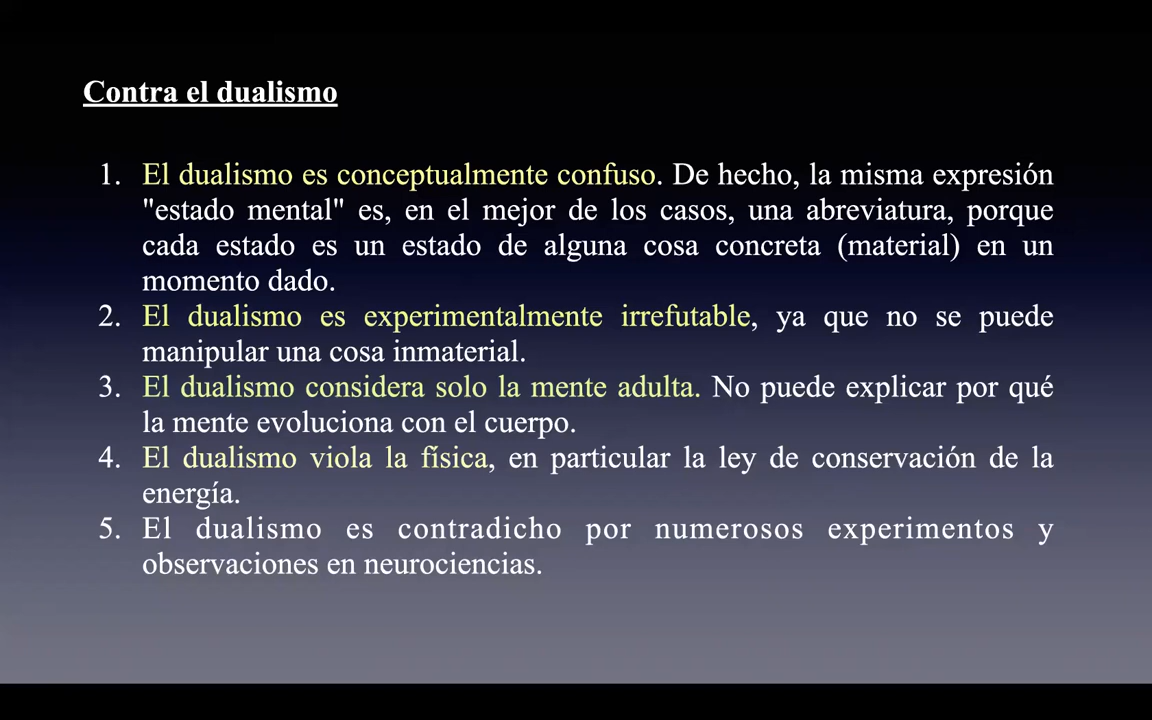 Contra el dualismo
1. El dualismo es conceptualmente confuso. De hecho, la misma expresión
"estado mental" es, en el mejor de los casos, una abreviatura, porque
cada estado es un estado de alguna cosa concreta (material) en un
momento dado.
2. El dualismo es experimentalmente irrefutable, ya que no se puede
manipular una cosa inmaterial.
3. El dualismo considera solo la mente adulta. No puede explicar por qué
la mente evoluciona con el cuerpo.
4. El dualismo viola la física, en particular la ley de conservación de la
energía.
5. El dualismo es contradicho por numerosos experimentos y
observaciones en neurociencias.